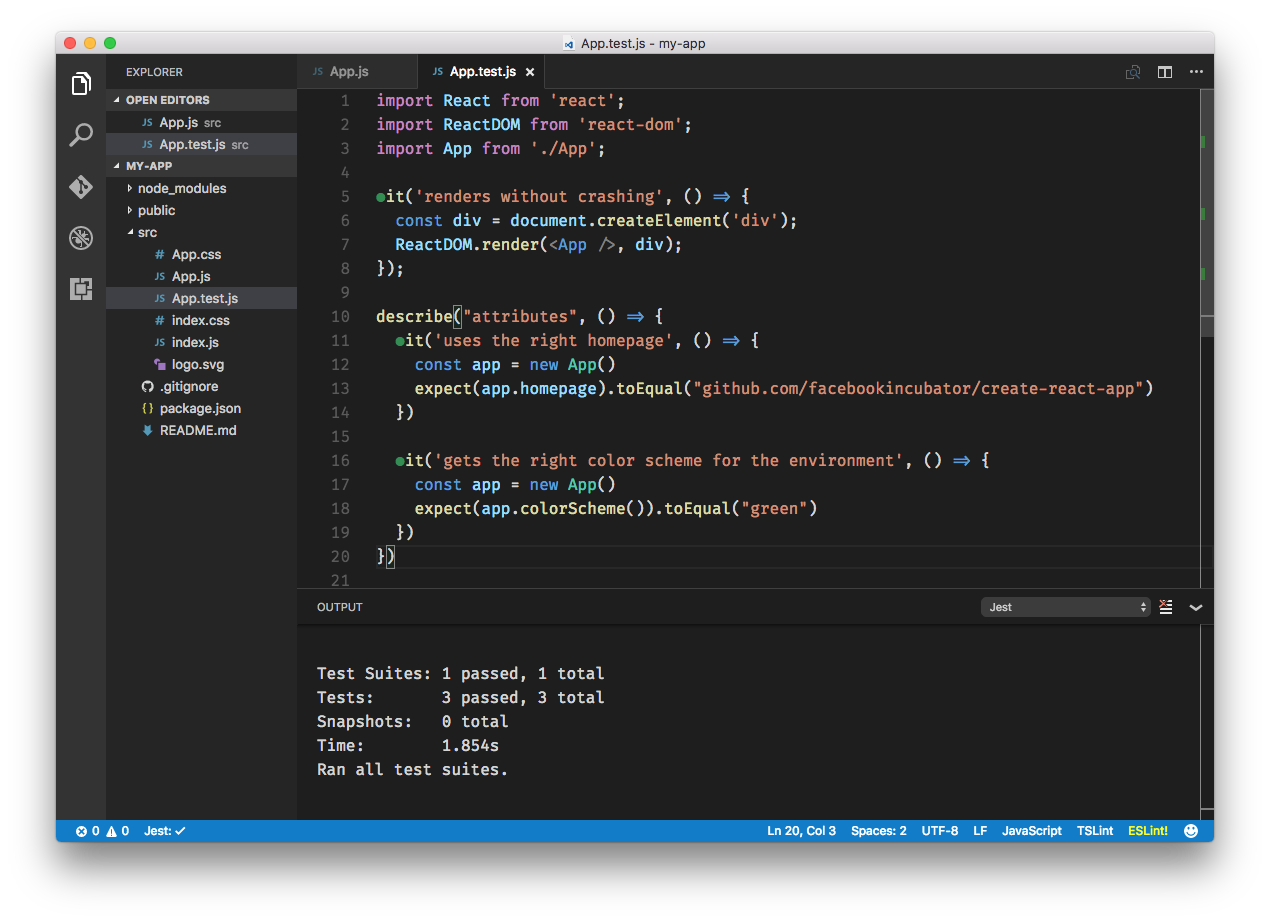 App.test.js - my-app
EXPLORER
OPEN EDITORS
JS App.js src
JS App.test.js src
MY-APP
node_modules
public
src
# App.css
JS App.js
JS App.test.js
# index.css
JS index.js
logo.svg
.gitignore
{} package.json
README.md
JS App.js
JS App.test.js ×
1 import React from 'react';
2 import ReactDOM from 'react-dom';
3 import App from './App';
4
5 it('renders without crashing', () => {
6 const div = document.createElement('div');
7 ReactDOM.render(<App />, div);
8 });
9
10 describe("attributes", () => {
11 it('uses the right homepage', () => {
12 const app = new App()
13 expect(app.homepage).toEqual("github.com/facebookincubator/create-react-app")
14 })
15
16 it('gets the right color scheme for the environment', () => {
17 const app = new App()
18 expect(app.colorScheme()).toEqual("green")
19 })
20 })
21
OUTPUT
Jest
Test Suites: 1 passed, 1 total
Tests: 3 passed, 3 total
Snapshots: 0 total
Time: 1.854s
Ran all test suites.
0 0 Jest: ✓
Ln 20, Col 3 Spaces: 2 UTF-8 LF JavaScript TSLint ESLint!